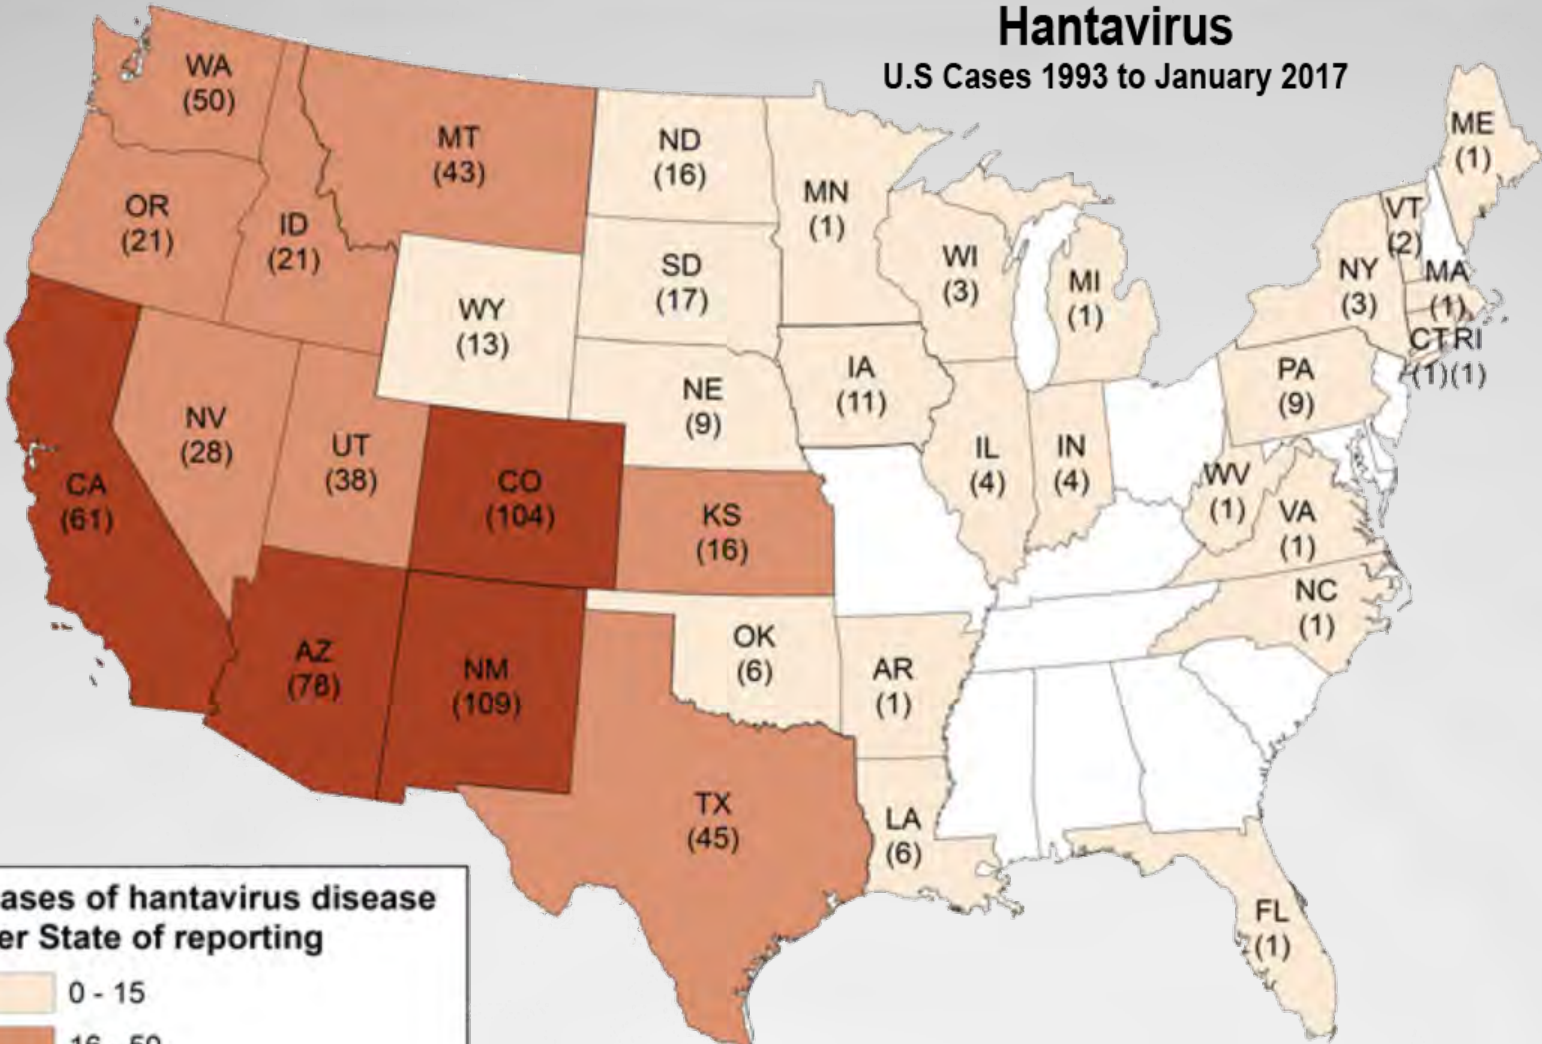 Hantavirus
U.S Cases 1993 to January 2017
WA
(50)
MT
(43)
ND
(16)
MN
(1)
ME
(1)
OR
(21)
ID
(21)
SD
(17)
WI
(3)
MI
(1)
VT
(2)
NY
(3)
MA
(1)
WY
(13)
CT RI
(1)(1)
NE
(9)
IA
(11)
PA
(9)
NV
(28)
UT
(38)
CA
(61)
CO
(104)
KS
(16)
IL
(4)
IN
(4)
WV
(1)
VA
(1)
NC
(1)
AZ
(78)
NM
(109)
OK
(6)
AR
(1)
TX
(45)
LA
(6)
FL
(1)
ases of hantavirus disease
er State of reporting
0 - 15